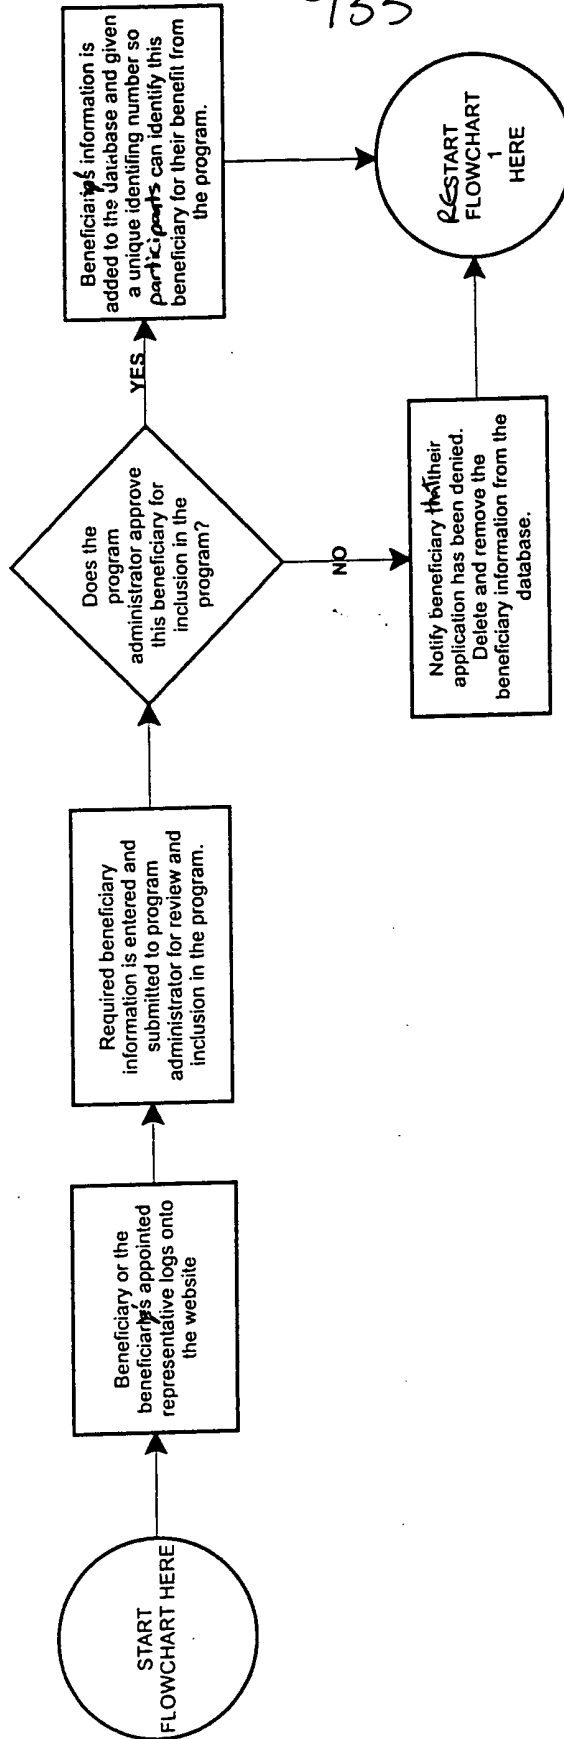 START
FLOWCHART HERE
Beneficiary or the
beneficiary's appointed
representative logs onto
the website
Required beneficiary
information is entered and
submitted to program
administrator for review and
inclusion in the program.
Does the
program
administrator approve
this beneficiary for
inclusion in the
program?
YES
Beneficiary's information is
added to the database and given
a unique identifing number so
participants can identify this
beneficiary for their benefit from
the program.
NO
Notify beneficiary that their
application has been denied.
Delete and remove the
beneficiary information from the
database.
RESTART
FLOWCHART
1
HERE